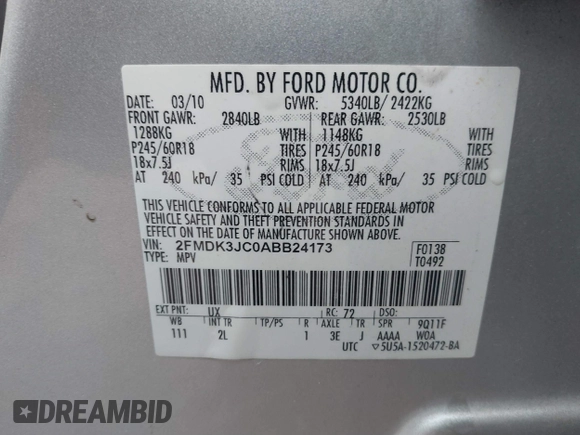 MFD. BY FORD MOTOR CO.
DATE: 03/10 GVWR: 5340LB/ 2422KG
FRONT GAWR: 2840LB REAR GAWR: 2530LB
1288KG WITH 1148KG WITH
P245/60R18 TIRES P245/60R18 TIRES
18x7.5J RIMS 18x7.5J RIMS
AT 240 kPa/ 35 PSI COLD AT 240 kPa/ 35 PSI COLD
THIS VEHICLE CONFORMS TO ALL APPLICABLE FEDERAL MOTOR
VEHICLE SAFETY AND THEFT PREVENTION STANDARDS IN
EFFECT ON THE DATE OF MANUFACTURE SHOWN ABOVE.
VIN: 2FMDK3JC0ABB24173 F0138
TYPE: MPV T0492
EXT PNT: UX RC: 72 DSO:
WB INT TR TP/PS R AXLE TR SPR 9Q11F
111 2L 1 3E J AAAA WOA
UTC ▽5U5A-1520472-BA
DREAMBID